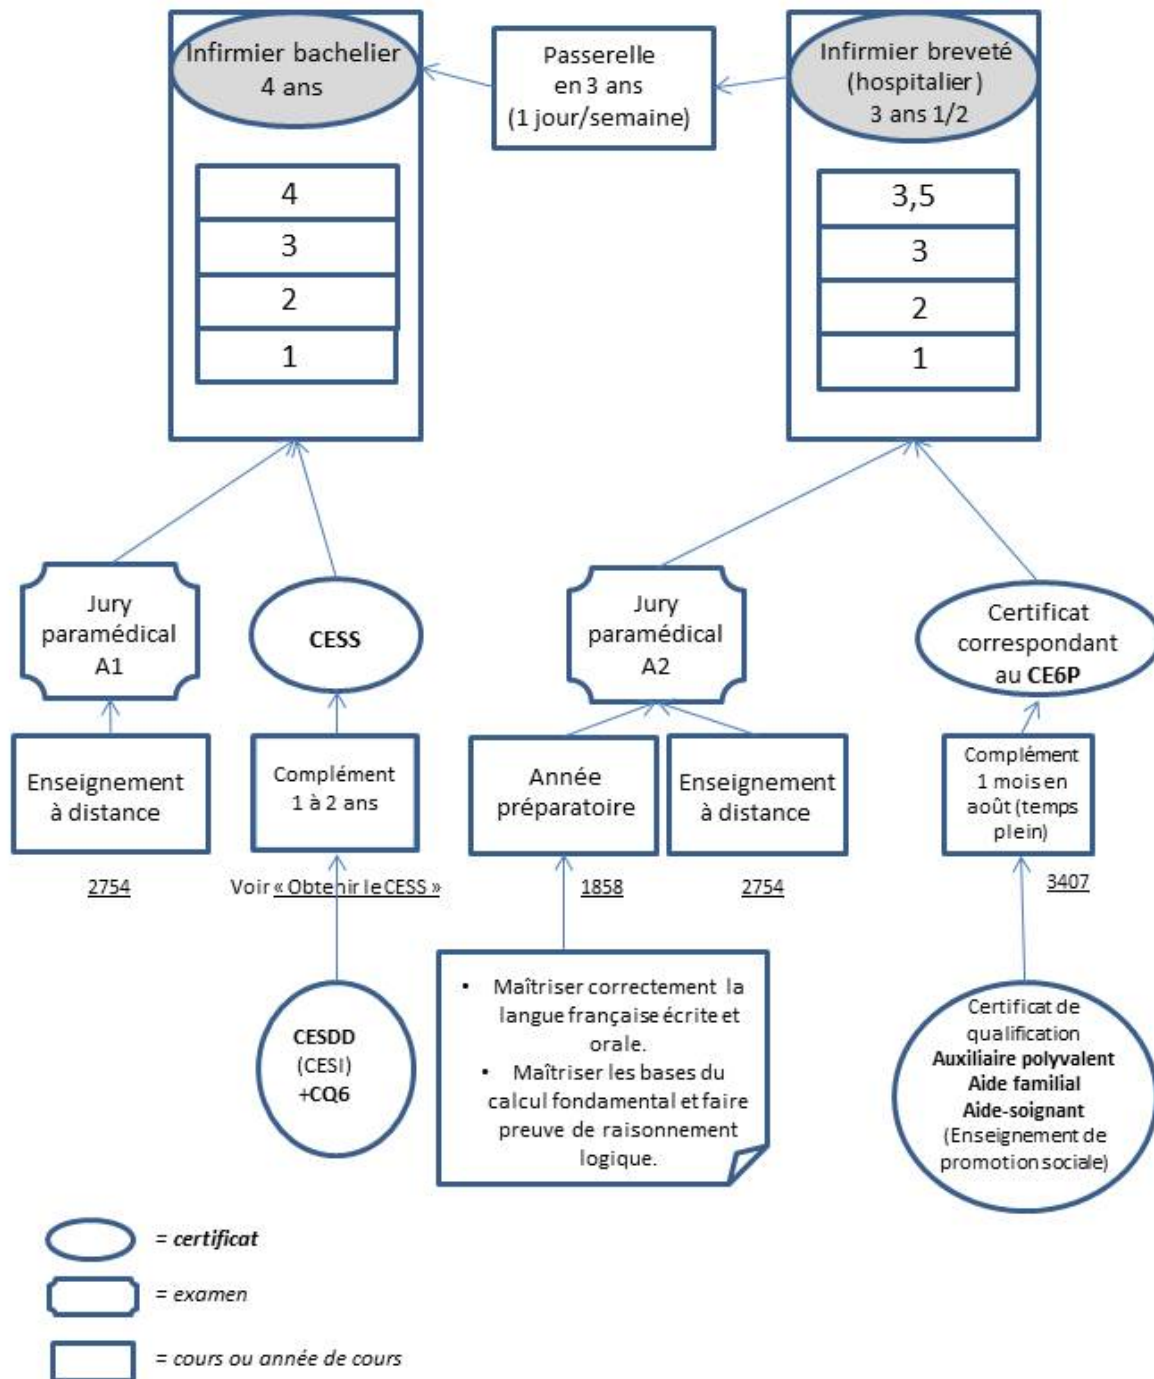 Infirmier bachelier
4 ans
Passerelle
en 3 ans
(1 jour/semaine)
Infirmier breveté
(hospitalier)
3 ans 1/2
4
3
2
1
3,5
3
2
1
Jury
paramédical
A1
CESS
Jury
paramédical
A2
Certificat
correspondant
au CE6P
Enseignement
à distance
Complément
1 à 2 ans
Année
préparatoire
Enseignement
à distance
Complément
1 mois en
août (temps
plein)
2754
Voir « Obtenir le CESS »
1858
2754
3407
CESDD
(CESI)
+CQ6
• Maîtriser correctement la
langue française écrite et
orale.
• Maîtriser les bases du
calcul fondamental et faire
preuve de raisonnement
logique.
Certificat de
qualification
Auxiliaire polyvalent
Aide familial
Aide-soignant
(Enseignement de
promotion sociale)
= certificat
= examen
= cours ou année de cours